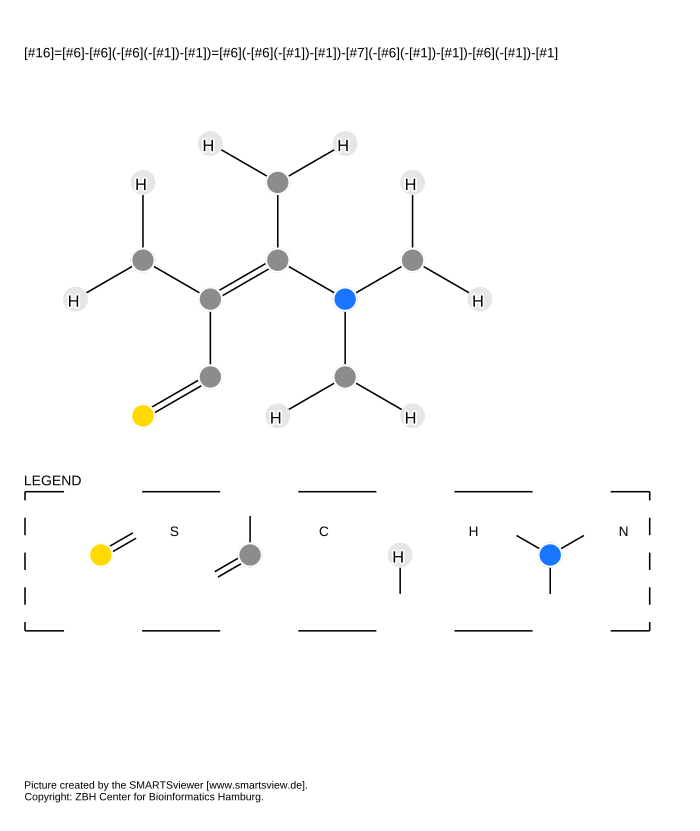 [#16]=[#6]-[#6](-[#6](-[#1])-[#1])=[#6](-[#6](-[#1])-[#1])-[#7](-[#6](-[#1])-[#1])-[#6](-[#1])-[#1]
H H
H H
H H
H H
LEGEND
S C H N
H
Picture created by the SMARTSviewer [www.smartsview.de].
Copyright: ZBH Center for Bioinformatics Hamburg.